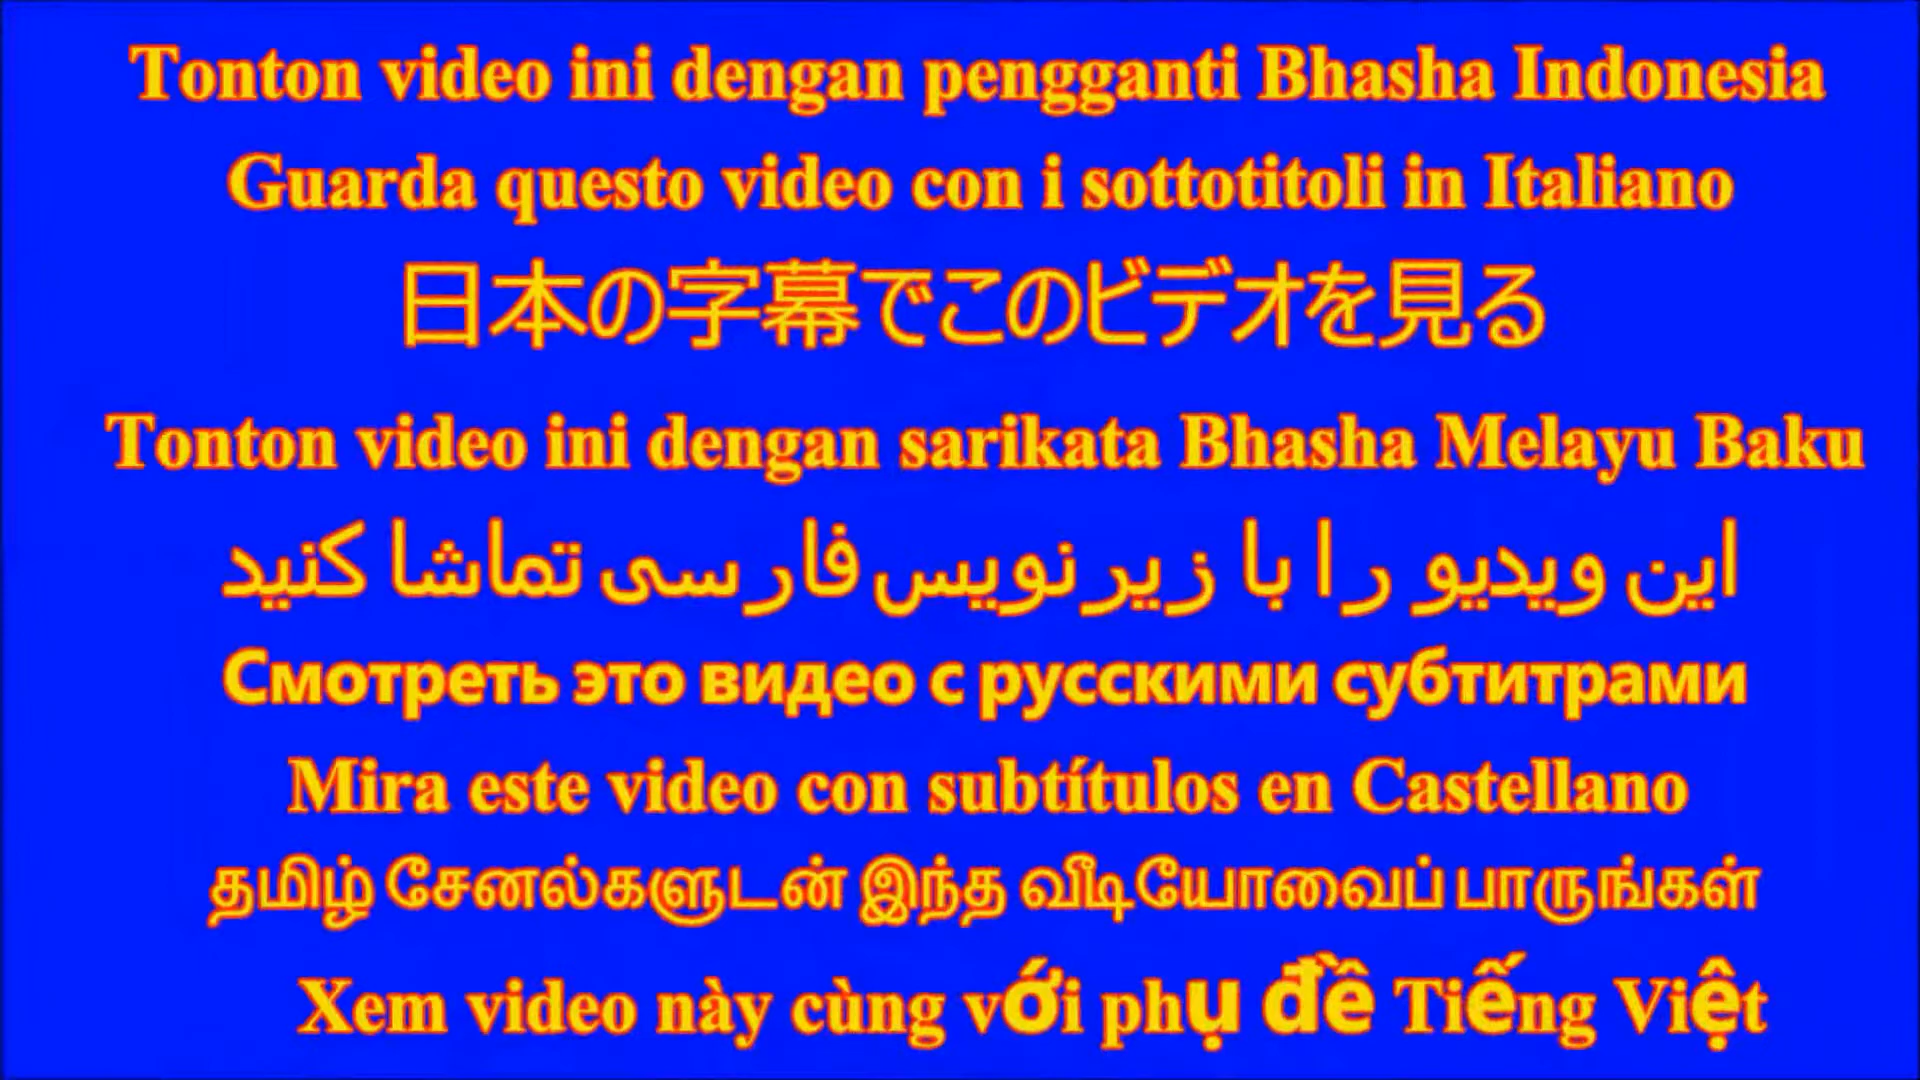 Tonton video ini dengan pengganti Bhasha Indonesia
Guarda questo video con i sottotitoli in Italiano
日本の字幕でこのビデオを見る
Tonton video ini dengan sarikata Bhasha Melayu Baku
این ویدیو را با زیرنویس فارسی تماشا کنید
Смотреть это видео с русскими субтитрами
Mira este video con subtítulos en Castellano
தமிழ் சேனல்களுடன் இந்த வீடியோவைப் பாருங்கள்
Xem video này cùng với phụ đề Tiếng Việt